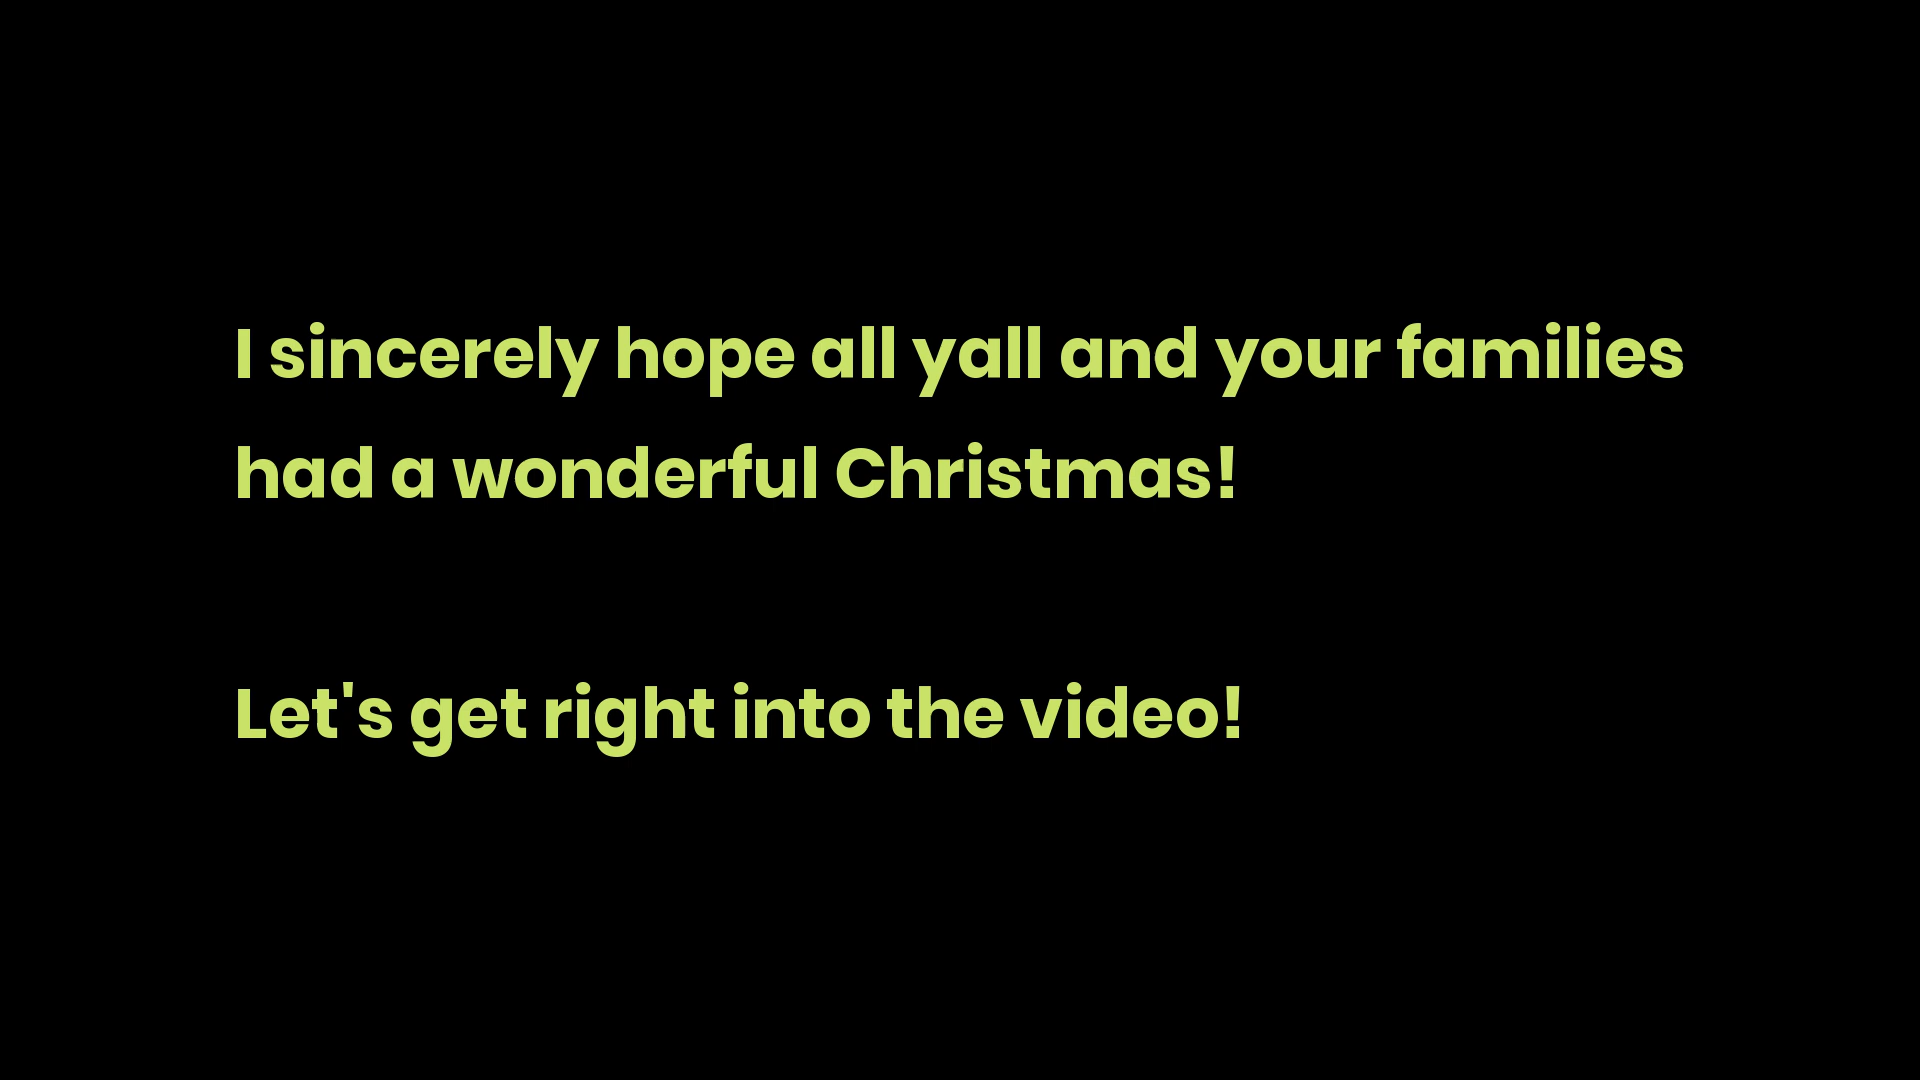 I sincerely hope all yall and your families
had a wonderful Christmas!
Let's get right into the video!